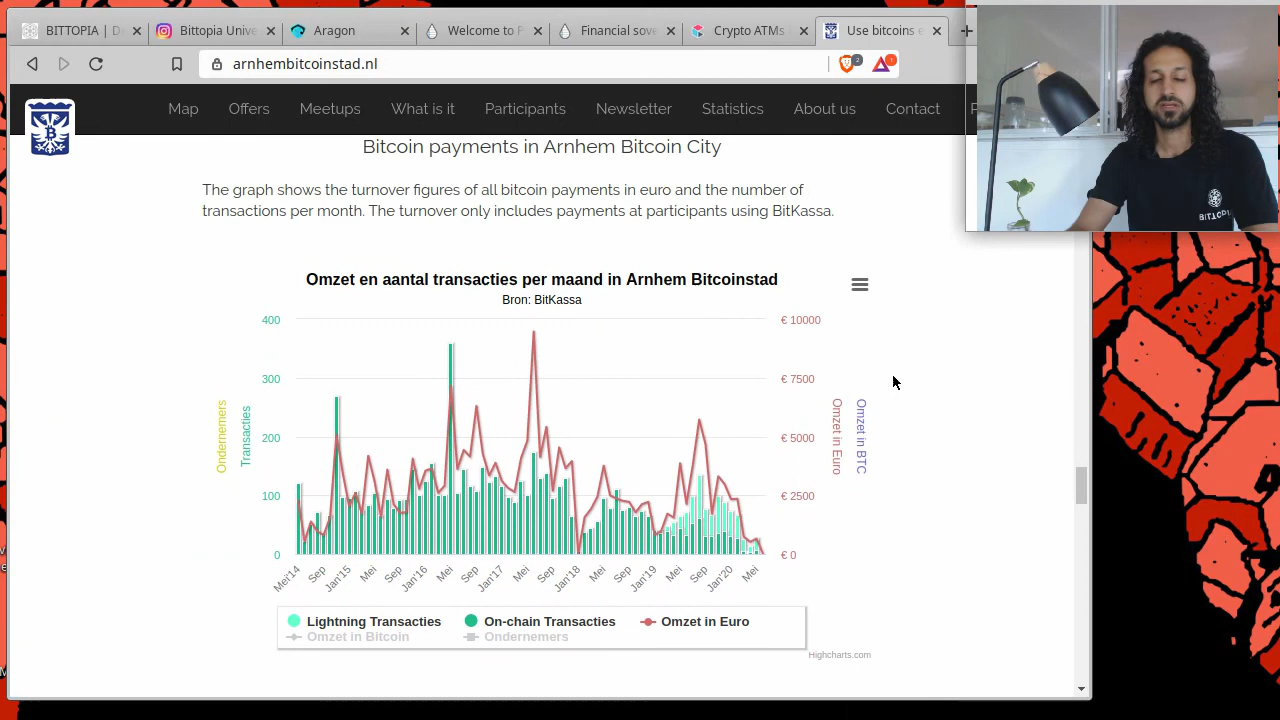 BITTOPIA | D
Bittopia Unive
Aragon
Welcome to P
Financial sove
Crypto ATMs
Use bitcoins e
arnhembitcoinstad.nl
2
1
Map
Offers
Meetups
What is it
Participants
Newsletter
Statistics
About us
Contact
P
Bitcoin payments in Arnhem Bitcoin City
The graph shows the turnover figures of all bitcoin payments in euro and the number of
transactions per month. The turnover only includes payments at participants using BitKassa.
Omzet en aantal transacties per maand in Arnhem Bitcoinstad
Bron: BitKassa
Ondernemers
Transacties
400
300
200
100
0
€ 10000
€ 7500
€ 5000
€ 2500
€ 0
Omzet in Euro
Omzet in BTC
Mei'14
Sep
Jan'15
Mei
Sep
Jan'16
Mei
Sep
Jan'17
Mei
Sep
Jan'18
Mei
Sep
Jan'19
Mei
Sep
Jan'20
Mei
Lightning Transacties
On-chain Transacties
Omzet in Euro
Omzet in Bitcoin
Ondernemers
Highcharts.com
BITTOPI